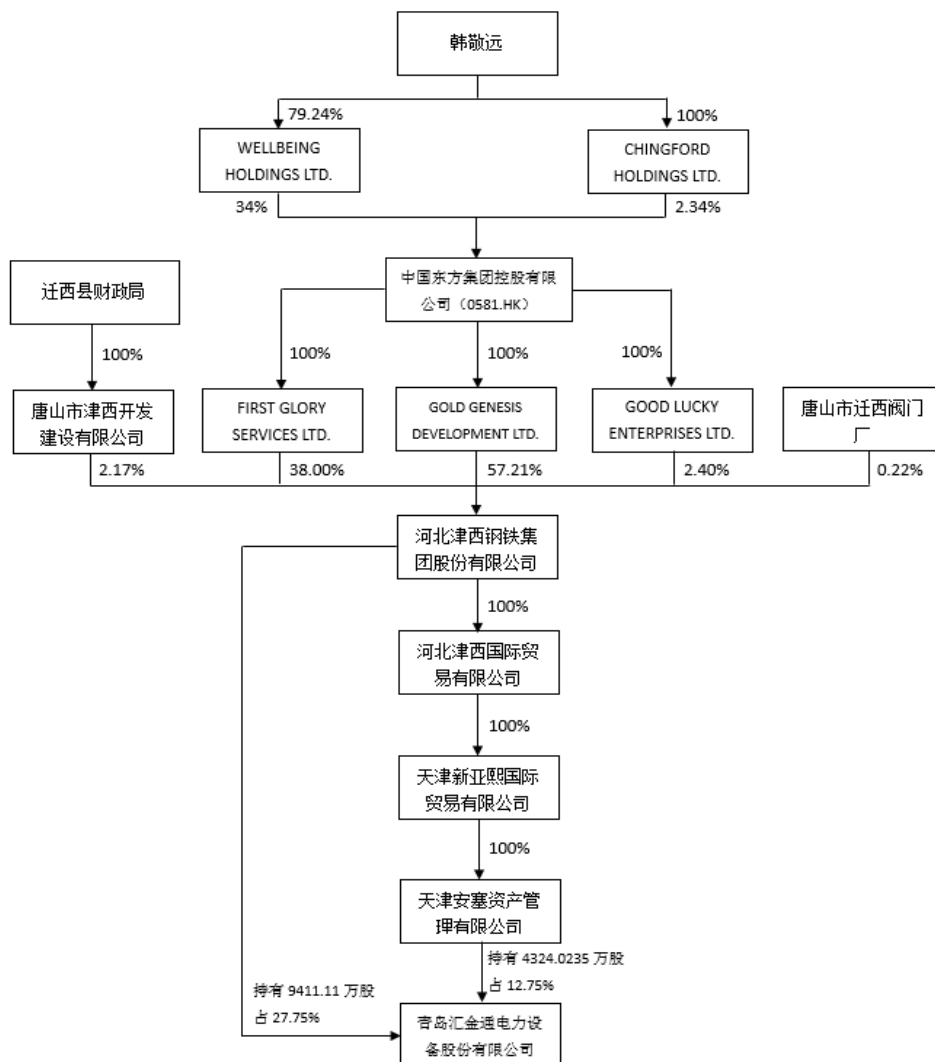 韩敬远
79.24%
100%
WELLBEING
HOLDINGS LTD.
CHINGFORD
HOLDINGS LTD.
34%
2.34%
迁西县财政局
中国东方集团控股有限
公司（0581.HK）
100%
100%
100%
100%
唐山市津西开发
建设有限公司
FIRST GLORY
SERVICES LTD.
GOLD GENESIS
DEVELOPMENT LTD.
GOOD LUCKY
ENTERPRISES LTD.
唐山市迁西阀门
厂
2.17%
38.00%
57.21%
2.40%
0.22%
河北津西钢铁集
团股份有限公司
100%
河北津西国际贸
易有限公司
100%
天津新亚熙国际
贸易有限公司
100%
天津安塞资产管
理有限公司
持有 4324.0235 万股
占 12.75%
持有 9411.11 万股
占 27.75%
青岛汇金通电力设
备股份有限公司